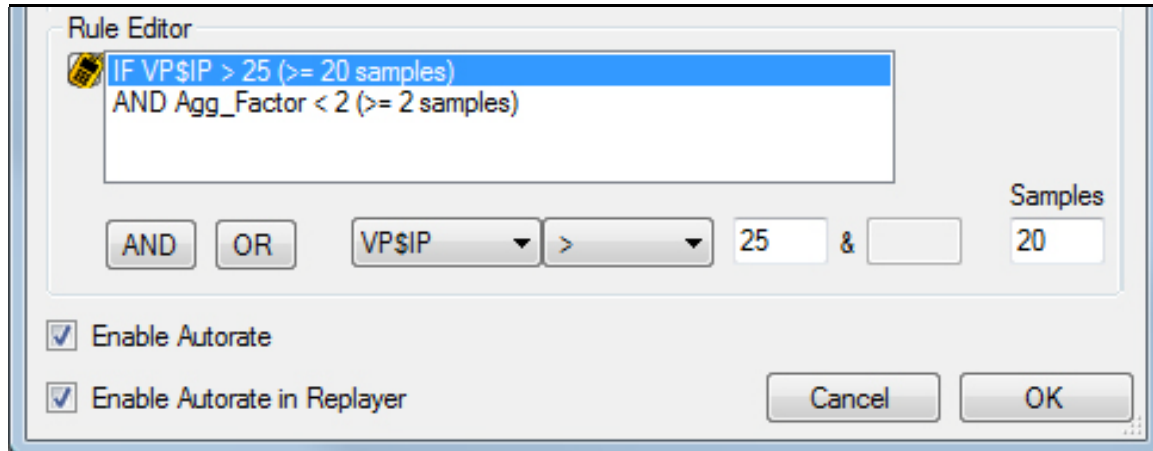 Rule Editor
IF VP$IP > 25 (>= 20 samples)
AND Agg_Factor < 2 (>= 2 samples)
Samples
AND OR VP$IP > 25 & 20
Enable Autorate
Enable Autorate in Replayer
Cancel OK